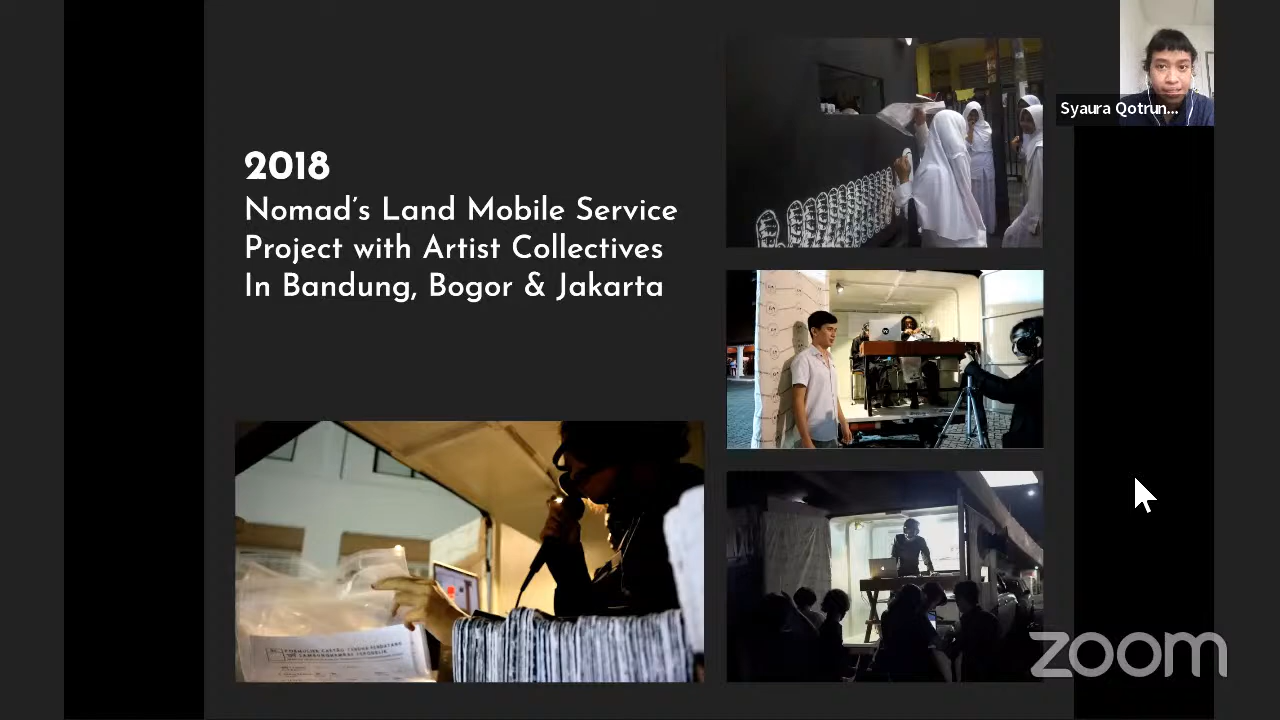 2018
Nomad's Land Mobile Service
Project with Artist Collectives
In Bandung, Bogor & Jakarta
Syaura Qotrun...
zoom